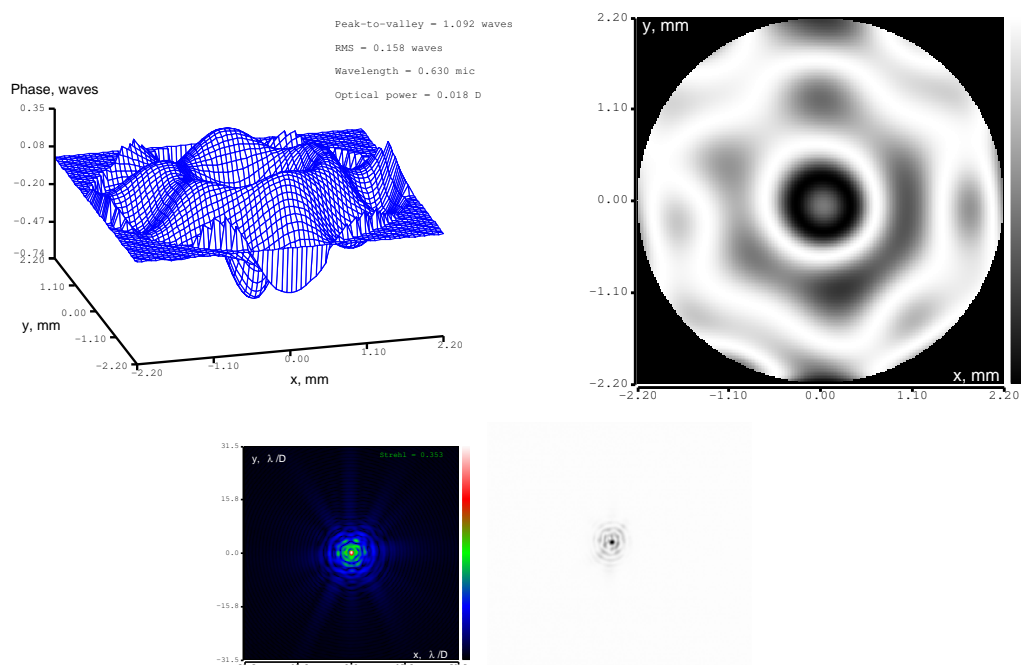 Peak-to-valley = 1.092 waves
RMS = 0.158 waves
Wavelength = 0.630 mic
Optical power = 0.018 D
Phase, waves
0.35
0.08
-0.20
-0.47
-0.74
2.20
1.10
0.00
-1.10
-2.20
y, mm
-2.20
-1.10
0.00
1.10
2.20
x, mm
2.20
1.10
0.00
-1.10
-2.20
y, mm
x, mm
-2.20
-1.10
0.00
1.10
2.20
31.5
15.8
0.0
-15.8
-31.5
y, λ/D
Strehl = 0.353
x, λ/D